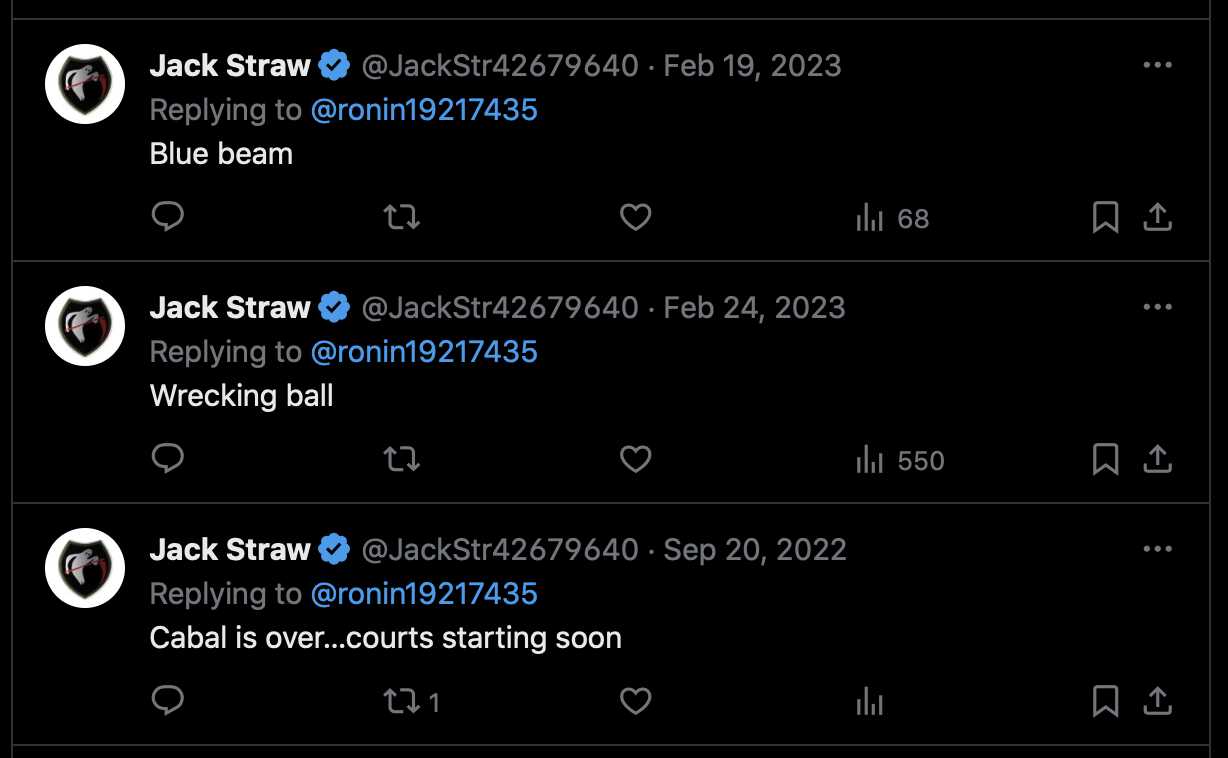 Jack Straw @JackStr42679640 · Feb 19, 2023
Replying to @ronin19217435
Blue beam
68
Jack Straw @JackStr42679640 · Feb 24, 2023
Replying to @ronin19217435
Wrecking ball
550
Jack Straw @JackStr42679640 · Sep 20, 2022
Replying to @ronin19217435
Cabal is over...courts starting soon
1